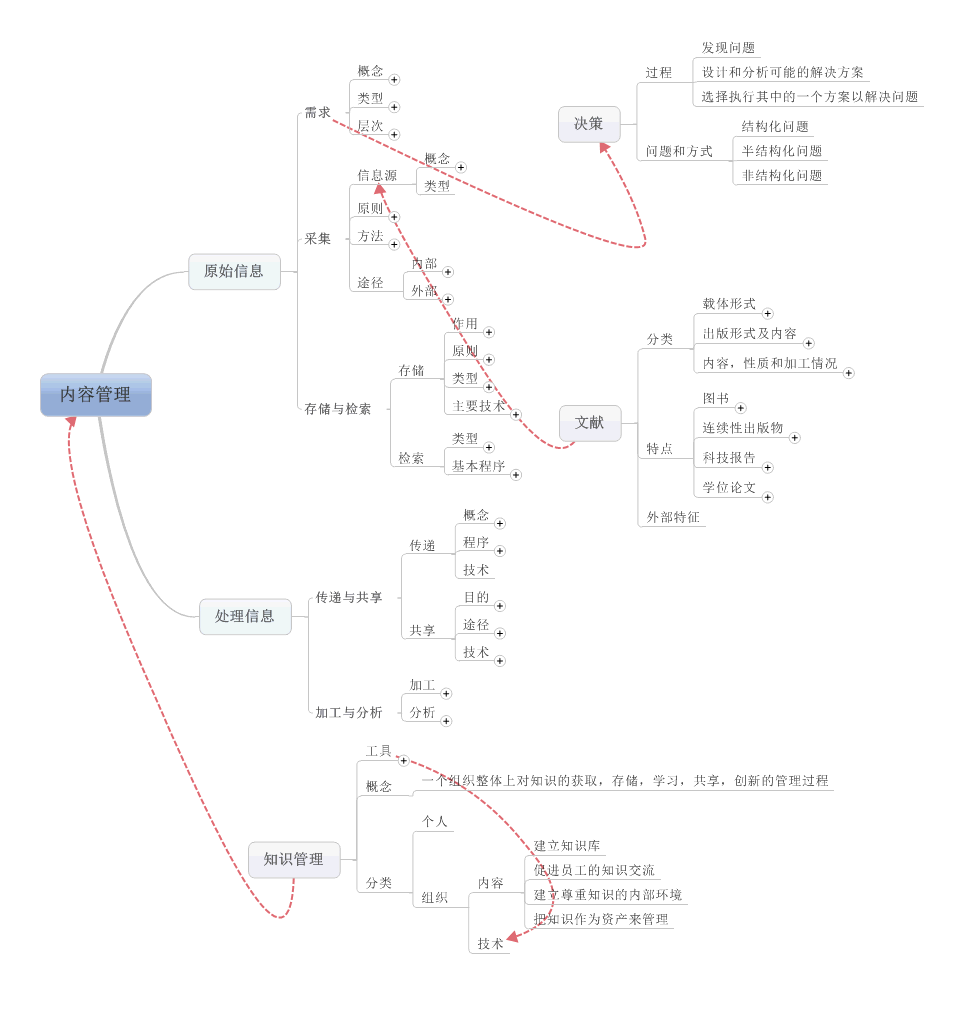 内容管理
原始信息
需求
概念
类型
层次
采集
信息源
概念
类型
原则
方法
途径
内部
外部
存储与检索
存储
作用
原则
类型
主要技术
检索
类型
基本程序
处理信息
传递与共享
传递
概念
程序
技术
共享
目的
途径
技术
加工与分析
加工
分析
决策
过程
发现问题
设计和分析可能的解决方案
选择执行其中的一个方案以解决问题
问题和方式
结构化问题
半结构化问题
非结构化问题
文献
分类
载体形式
出版形式及内容
内容，性质和加工情况
特点
图书
连续性出版物
科技报告
学位论文
外部特征
知识管理
工具
概念
一个组织整体上对知识的获取，存储，学习，共享，创新的管理过程
分类
个人
组织
内容
建立知识库
促进员工的知识交流
建立尊重知识的内部环境
把知识作为资产来管理
技术